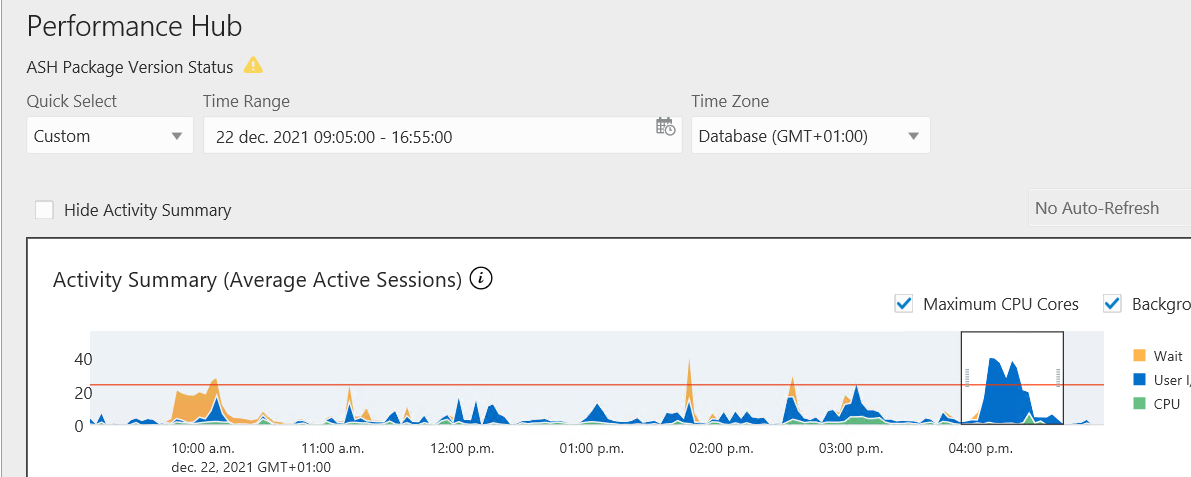 Performance Hub
ASH Package Version Status
Quick Select
Time Range
Time Zone
Custom
22 dec. 2021 09:05:00 - 16:55:00
Database (GMT+01:00)
Hide Activity Summary
No Auto-Refresh
Activity Summary (Average Active Sessions)
Maximum CPU Cores
Backgro
40
20
0
Wait
User I/
CPU
10:00 a.m.
11:00 a.m.
12:00 p.m.
01:00 p.m.
02:00 p.m.
03:00 p.m.
04:00 p.m.
dec. 22, 2021 GMT+01:00